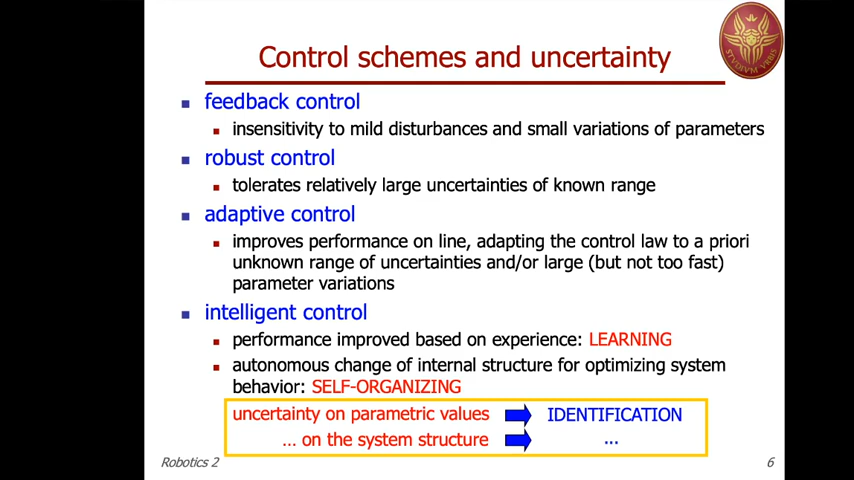 Control schemes and uncertainty
STVDIVM VRBIS
feedback control
insensitivity to mild disturbances and small variations of parameters
robust control
tolerates relatively large uncertainties of known range
adaptive control
improves performance on line, adapting the control law to a priori
unknown range of uncertainties and/or large (but not too fast)
parameter variations
intelligent control
performance improved based on experience: LEARNING
autonomous change of internal structure for optimizing system
behavior: SELF-ORGANIZING
uncertainty on parametric values IDENTIFICATION
... on the system structure ...
Robotics 2 6